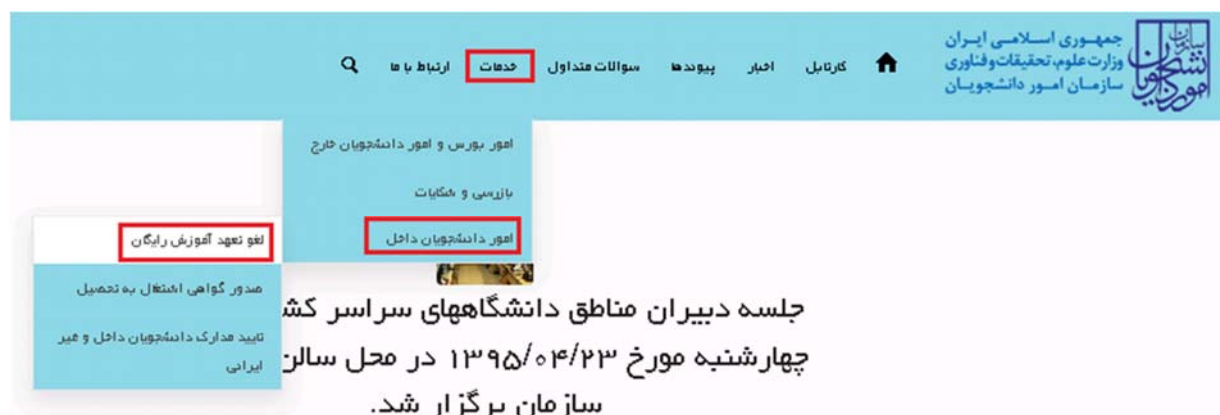 جمهوری اسلامی ایران
وزارت علوم، تحقیقات و فناوری
سازمان امور دانشجویان
سازمان
امور دانشجویان
کارتابل
اخبار
پیوندها
سوالات متداول
خدمات
ارتباط با ما
امور بورس و امور دانشجویان خارج
بازرسی و شکایات
امور دانشجویان داخل
لغو تعهد آموزش رایگان
صدور گواهی اشتغال به تحصیل
تایید مدارک دانشجویان داخل و غیر
ایرانی
جلسه دبیران مناطق دانشگاههای سراسر کش
چهارشنبه مورخ ۱۳۹۵/۰۴/۲۳ در محل سالن
سازمان برگزار شد.